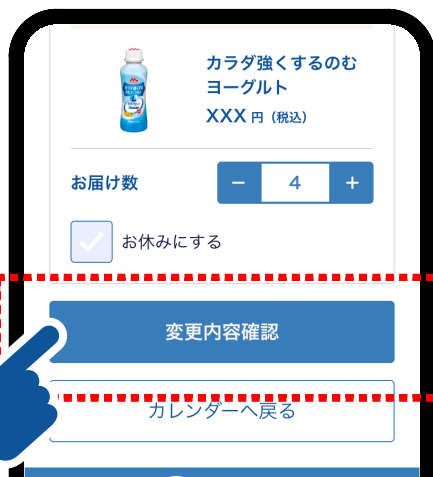 カラダ強くするのむ
ヨーグルト
XXX 円（税込）
お届け数
− 4 +
お休みにする
変更内容確認
カレンダーへ戻る